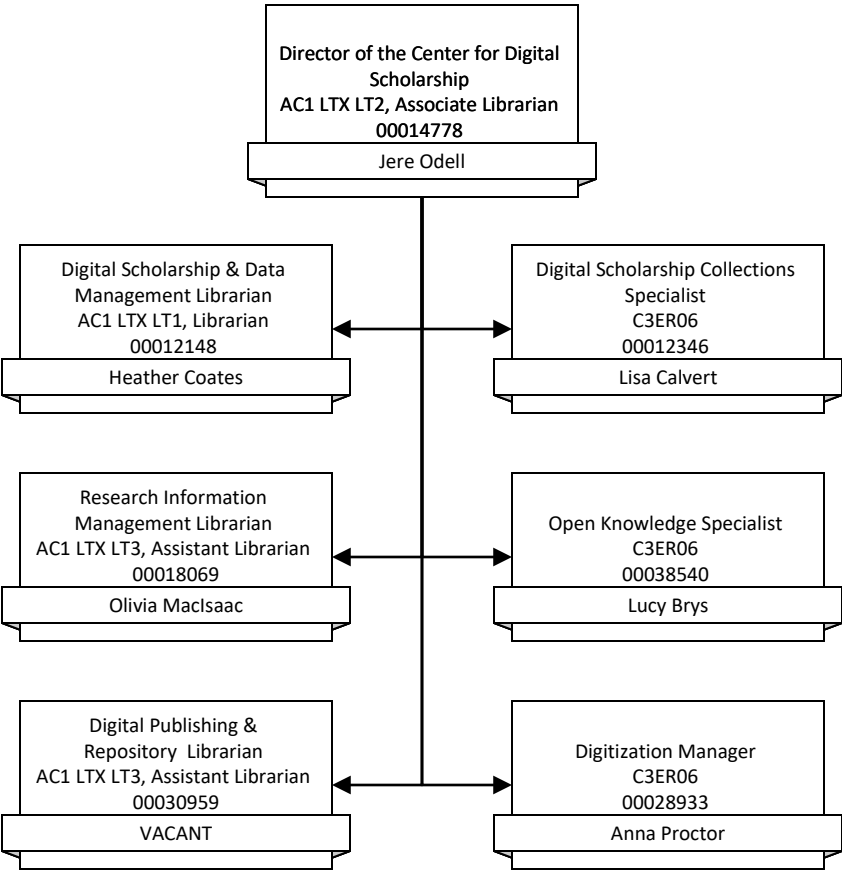 Director of the Center for Digital
Scholarship
AC1 LTX LT2, Associate Librarian
00014778
Jere Odell
Digital Scholarship & Data
Management Librarian
AC1 LTX LT1, Librarian
00012148
Heather Coates
Digital Scholarship Collections
Specialist
C3ER06
00012346
Lisa Calvert
Research Information
Management Librarian
AC1 LTX LT3, Assistant Librarian
00018069
Olivia MacIsaac
Open Knowledge Specialist
C3ER06
00038540
Lucy Brys
Digital Publishing &
Repository Librarian
AC1 LTX LT3, Assistant Librarian
00030959
VACANT
Digitization Manager
C3ER06
00028933
Anna Proctor